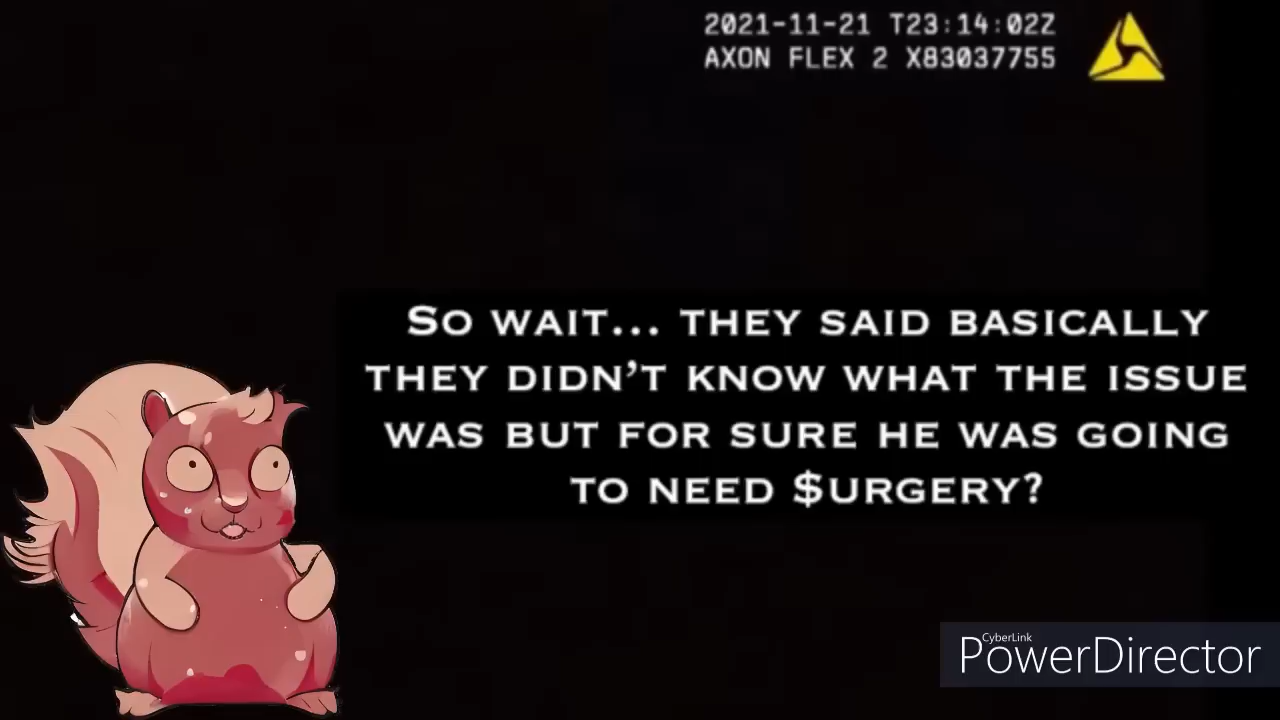 2021-11-21 T23:14:02Z
AXON FLEX 2 X83037755
SO WAIT... THEY SAID BASICALLY
THEY DIDN'T KNOW WHAT THE ISSUE
WAS BUT FOR SURE HE WAS GOING
TO NEED $URGERY?
CyberLink
PowerDirector